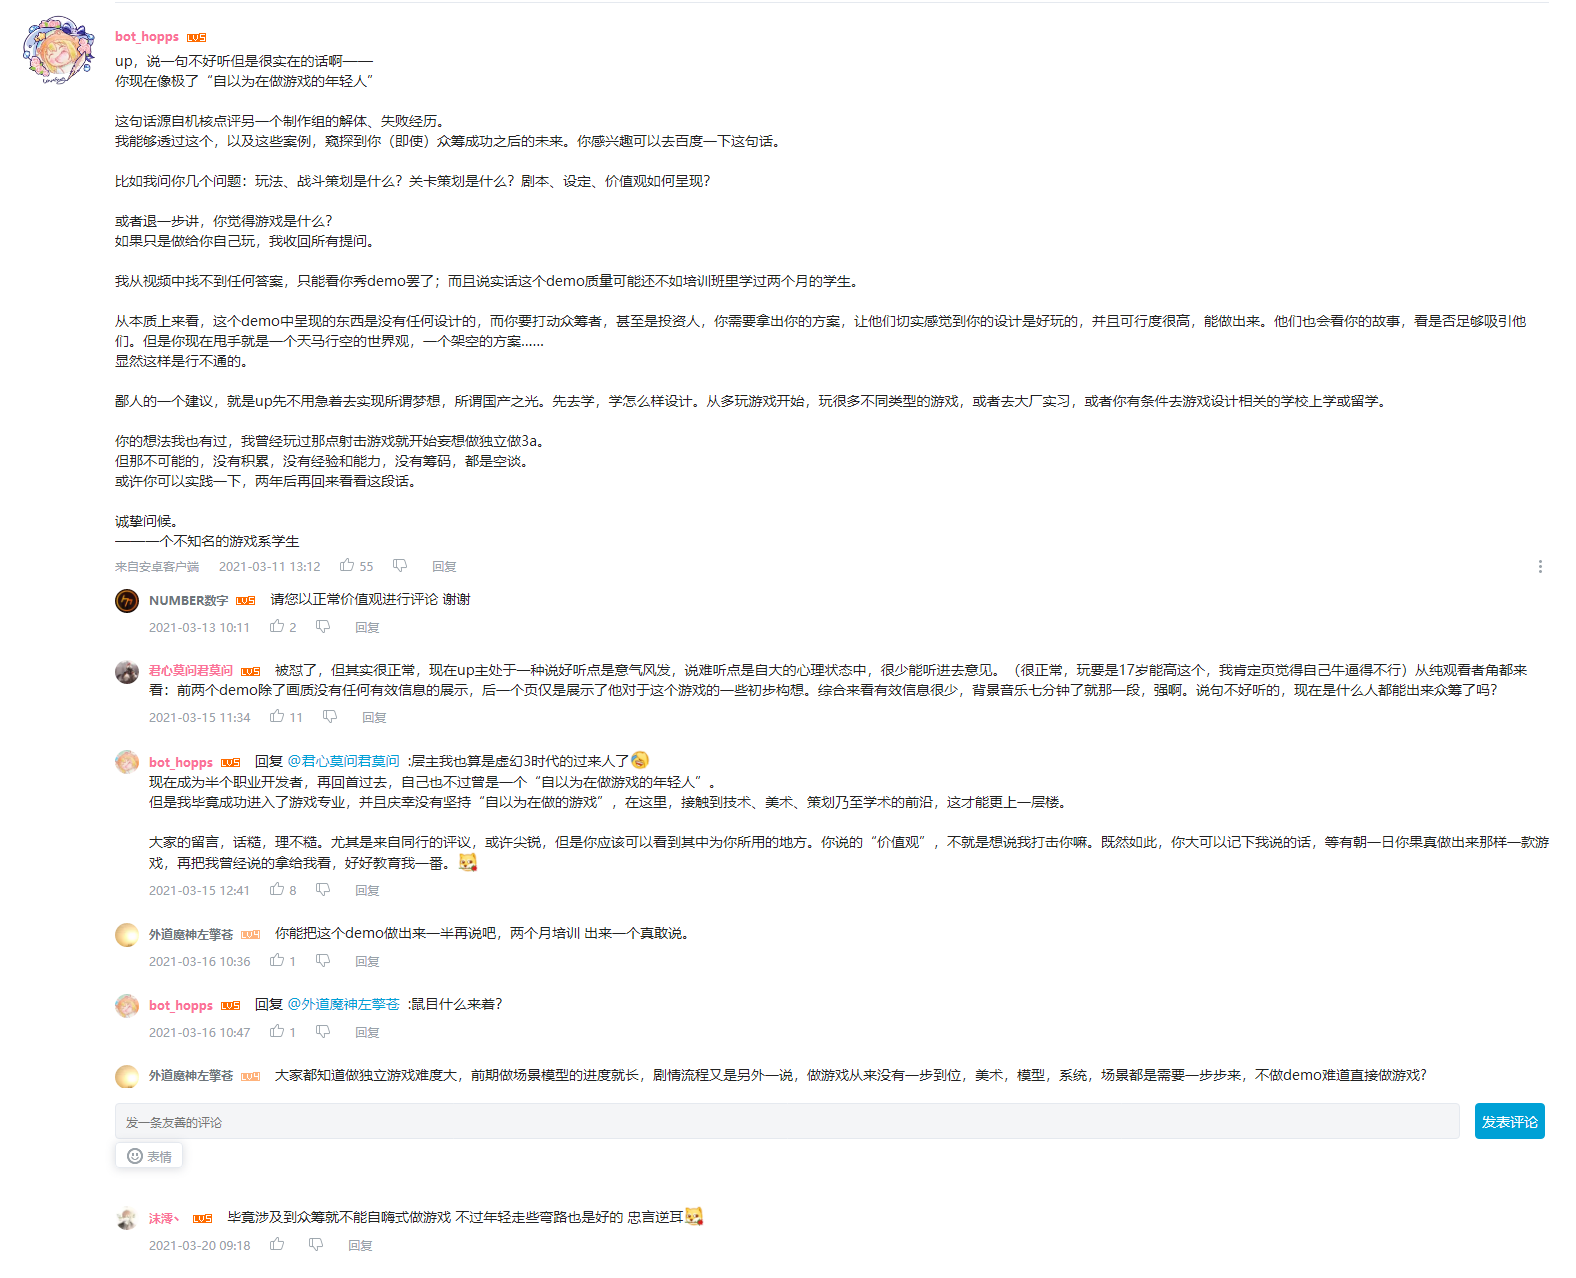 bot_hopps LV5
up，说一句不好听但是很实在的话啊——
你现在像极了“自以为在做游戏的年轻人”
这句话源自机核点评另一个制作组的解体、失败经历。
我能够透过这个，以及这些案例，窥探到你（即使）众筹成功之后的未来。你感兴趣可以去百度一下这句话。
比如我问你几个问题：玩法、战斗策划是什么？关卡策划是什么？剧本、设定、价值观如何呈现？
或者退一步讲，你觉得游戏是什么？
如果只是做给你自己玩，我收回所有提问。
我从视频中找不到任何答案，只能看你秀demo罢了；而且说实话这个demo质量可能还不如培训班里学过两个月的学生。
从本质上来看，这个demo中呈现的东西是没有任何设计的，而你要打动众筹者，甚至是投资人，你需要拿出你的方案，让他们切实感觉到你的设计是好玩的，并且可行度很高，能做出来。他们也会看你的故事，看是否足够吸引他
们。但是你现在甩手就是一个天马行空的世界观，一个架空的方案......
显然这样是行不通的。
鄙人的一个建议，就是up先不用急着去实现所谓梦想，所谓国产之光。先去学，学怎么样设计。从多玩游戏开始，玩很多不同类型的游戏，或者去大厂实习，或者你有条件去游戏设计相关的学校上学或留学。
你的想法我也有过，我曾经玩过那点射击游戏就开始妄想做独立做3a。
但那不可能的，没有积累，没有经验和能力，没有筹码，都是空谈。
或许你可以实践一下，两年后再回来看看这段话。
诚挚问候。
———一个不知名的游戏系学生
来自安卓客户端 2021-03-11 13:12 55 回复
NUMBER数字 LV5 请您以正常价值观进行评论 谢谢
2021-03-13 10:11 2 回复
君心莫问君莫问 LV5 被怼了，但其实很正常，现在up主处于一种说好听点是意气风发，说难听点是自大的心理状态中，很少能听进去意见。（很正常，玩要是17岁能高这个，我肯定页觉得自己牛逼得不行）从纯观看者角都来
看：前两个demo除了画质没有任何有效信息的展示，后一个页仅是展示了他对于这个游戏的一些初步构想。综合来看有效信息很少，背景音乐七分钟了就那一段，强啊。说句不好听的，现在是什么人都能出来众筹了吗？
2021-03-15 11:34 11 回复
bot_hopps LV5 回复 @君心莫问君莫问 :层主我也算是虚幻3时代的过来人了
现在成为半个职业开发者，再回首过去，自己也不过曾是一个“自以为在做游戏的年轻人”。
但是我毕竟成功进入了游戏专业，并且庆幸没有坚持“自以为在做的游戏”，在这里，接触到技术、美术、策划乃至学术的前沿，这才能更上一层楼。
大家的留言，话糙，理不糙。尤其是来自同行的评议，或许尖锐，但是你应该可以看到其中为你所用的地方。你说的“价值观”，不就是想说我打击你嘛。既然如此，你大可以记下我说的话，等有朝一日你果真做出来那样一款游
戏，再把我曾经说的拿给我看，好好教育我一番。
2021-03-15 12:41 8 回复
外道魔神左擎苍 LV4 你能把这个demo做出来一半再说吧，两个月培训 出来一个真敢说。
2021-03-16 10:36 1 回复
bot_hopps LV5 回复 @外道魔神左擎苍 :鼠目什么来着？
2021-03-16 10:47 1 回复
外道魔神左擎苍 LV4 大家都知道做独立游戏难度大，前期做场景模型的进度就长，剧情流程又是另外一说，做游戏从来没有一步到位，美术，模型，系统，场景都是需要一步步来，不做demo难道直接做游戏？
发一条友善的评论 发表评论
表情
沫澪丶 LV5 毕竟涉及到众筹就不能自嗨式做游戏 不过年轻走些弯路也是好的 忠言逆耳
2021-03-20 09:18 回复